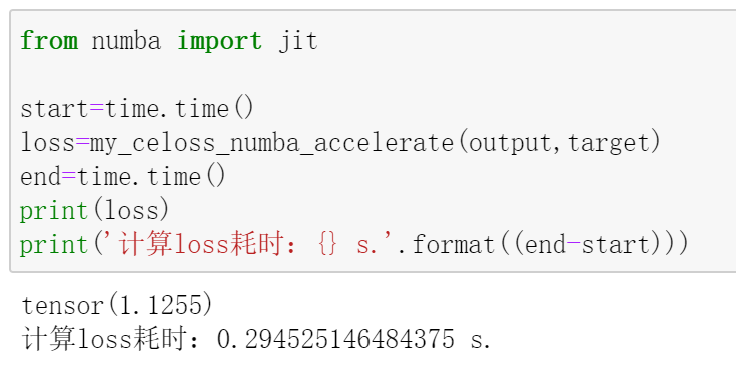 from numba import jit
start=time.time()
loss=my_celoss_numba_accelerate(output,target)
end=time.time()
print(loss)
print('计算loss耗时：{} s.'.format((end-start)))
tensor(1.1255)
计算loss耗时：0.294525146484375 s.